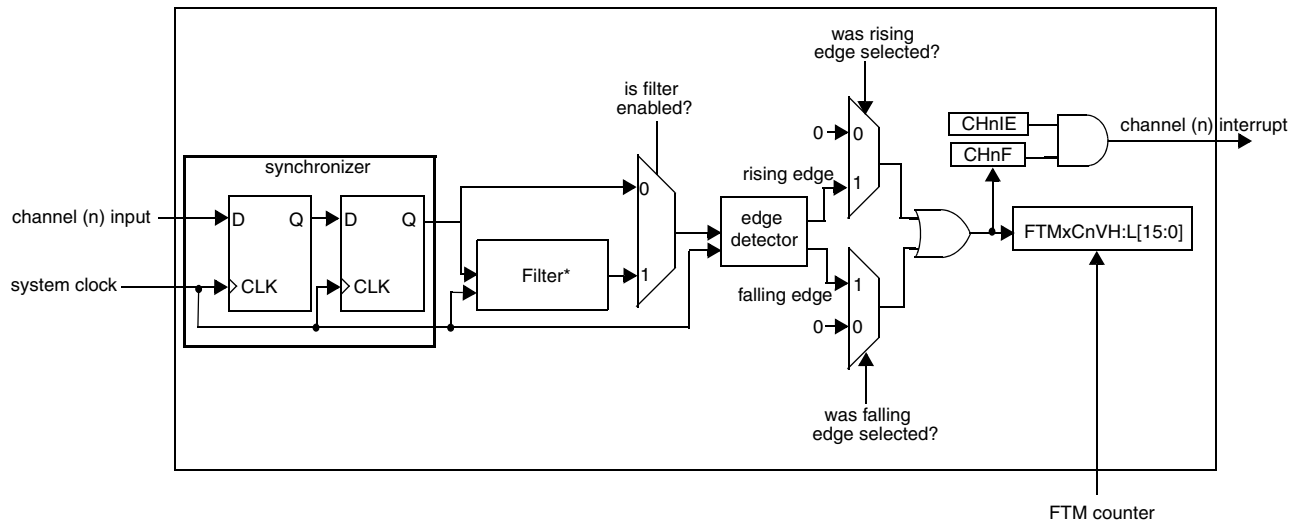 was rising
edge selected?
is filter
enabled?
0
0
CHnIE
channel (n) interrupt
CHnF
synchronizer
rising edge
1
0
channel (n) input
D
Q
D
Q
edge
detector
FTMxCnVH:L[15:0]
system clock
CLK
CLK
Filter*
1
falling edge
1
0
0
was falling
edge selected?
FTM counter